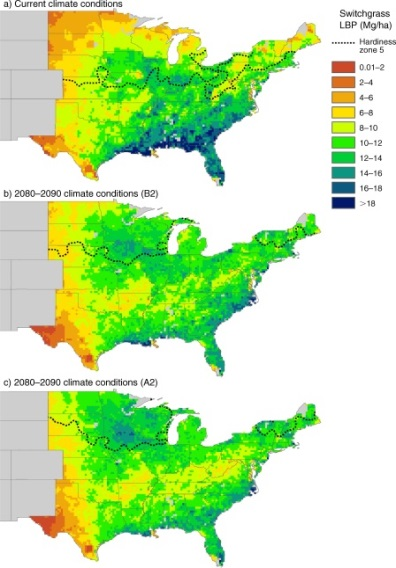 a) Current climate conditions
Switchgrass
LBP (Mg/ha)
Hardiness
zone 5
0.01–2
2–4
4–6
6–8
8–10
10–12
12–14
14–16
16–18
>18
b) 2080–2090 climate conditions (B2)
c) 2080–2090 climate conditions (A2)